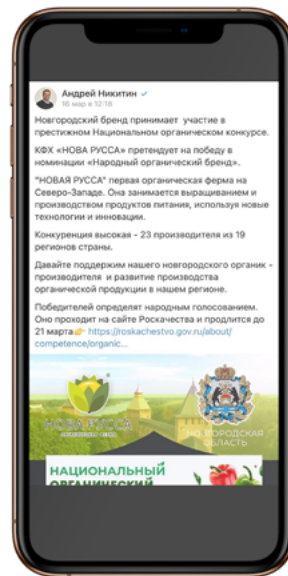 Андрей Никитин
16 мар в 12:18
Новгородский бренд принимает участие в
престижном Национальном органическом конкурсе.
КФХ «НОВА РУССА» претендует на победу в
номинации «Народный органический бренд».
"НОВАЯ РУССА" первая органическая ферма на
Северо-Западе. Она занимается выращиванием и
производством продуктов питания, используя новые
технологии и инновации.
Конкуренция высокая - 23 производителя из 19
регионов страны.
Давайте поддержим нашего новгородского органик -
производителя и развитие производства
органической продукции в нашем регионе.
Победителей определят народным голосованием.
Оно проходит на сайте Роскачества и продлится до
21 марта👉 https://roskachestvo.gov.ru/about/
competence/organic...
НОВА РУССА
НОВГОРОДСКАЯ
ОБЛАСТЬ
НАЦИОНАЛЬНЫЙ
ОРГАНИЧЕСКИЙ